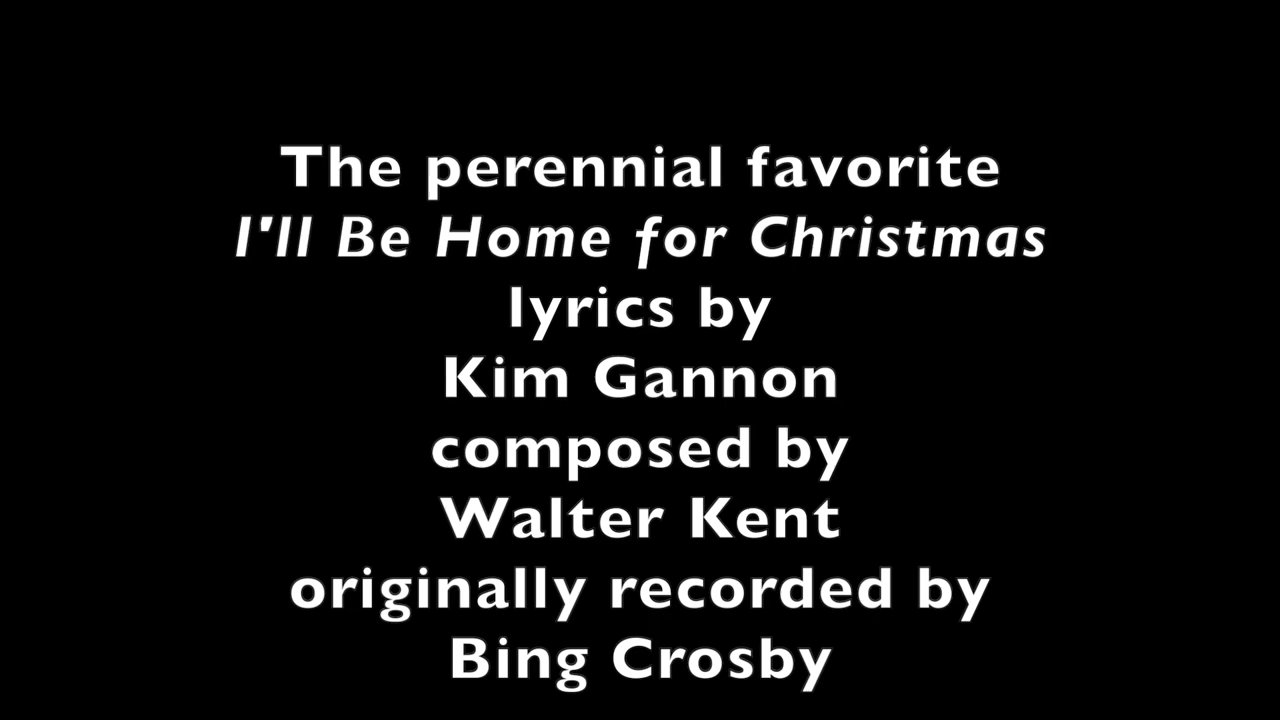 The perennial favorite
I'll Be Home for Christmas
lyrics by
Kim Gannon
composed by
Walter Kent
originally recorded by
Bing Crosby